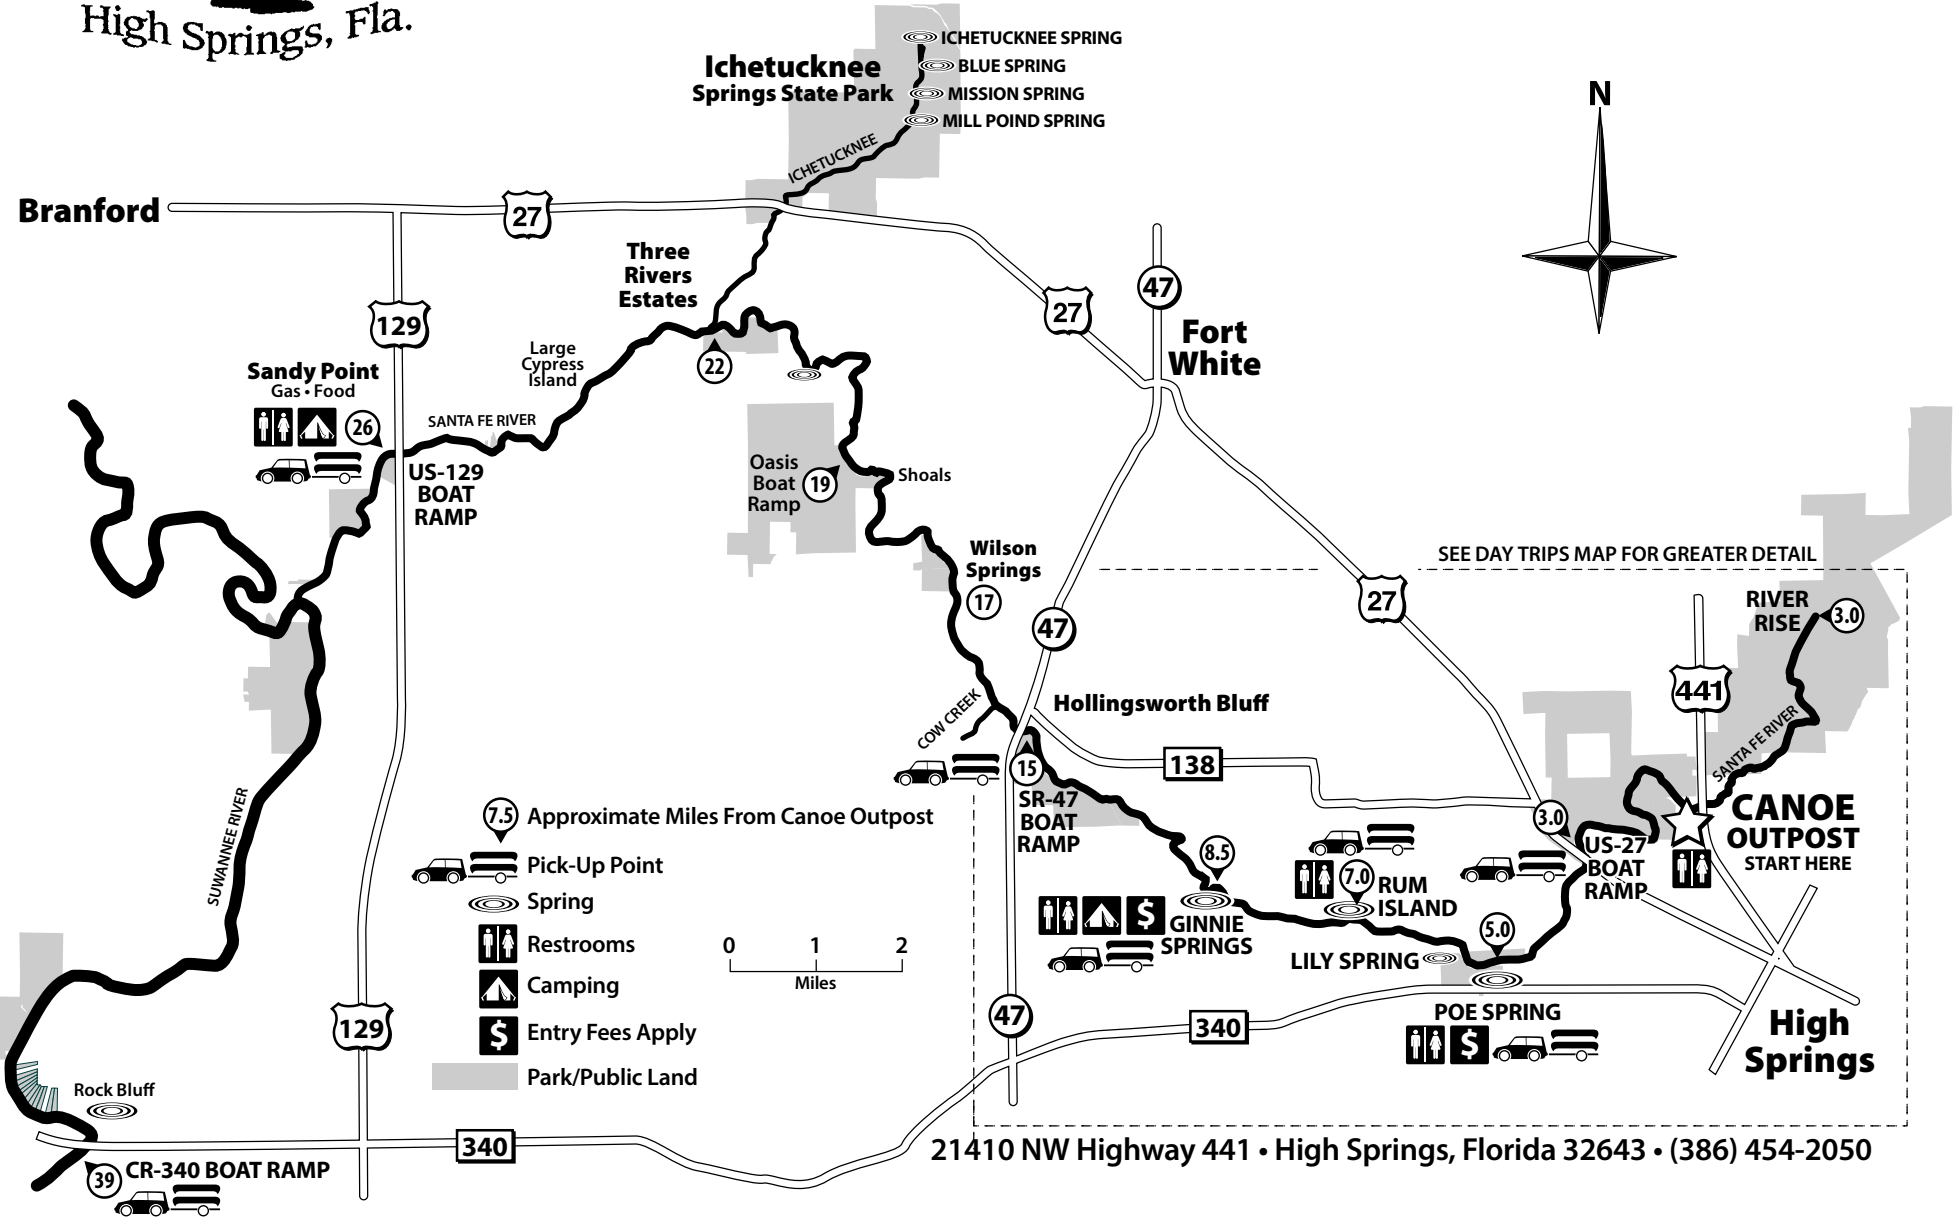 High Springs, Fla.
Ichetucknee
Springs State Park
ICHETUCKNEE SPRING
BLUE SPRING
MISSION SPRING
MILL POIND SPRING
ICHETUCKNEE
N
Branford
27
Three
Rivers
Estates
129
27
47
Fort
White
Large
Cypress
Island
22
Sandy Point
Gas • Food
26
SANTA FE RIVER
US-129
BOAT
RAMP
Oasis
Boat
Ramp
19
Shoals
Wilson
Springs
17
SEE DAY TRIPS MAP FOR GREATER DETAIL
27
47
RIVER
RISE
3.0
441
SANTA FE RIVER
COW CREEK
Hollingsworth Bluff
138
15
SR-47
BOAT
RAMP
3.0
US-27
BOAT
RAMP
CANOE
OUTPOST
START HERE
8.5
7.0
RUM
ISLAND
GINNIE
SPRINGS
5.0
LILY SPRING
POE SPRING
High
Springs
47
340
SUWANNEE RIVER
7.5
Approximate Miles From Canoe Outpost
Pick-Up Point
Spring
Restrooms
Camping
$
Entry Fees Apply
Park/Public Land
0 1 2
Miles
$
$
129
Rock Bluff
340
39
CR-340 BOAT RAMP
21410 NW Highway 441 • High Springs, Florida 32643 • (386) 454-2050